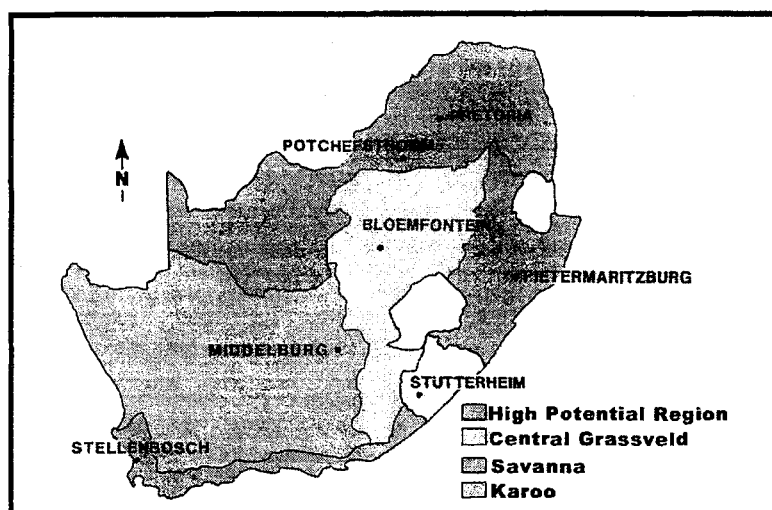 PRETORIA
POTCHEFSTROOM
N
BLOEMFONTEIN
PIETERMARITZBURG
MIDDELBURG
STUTTERHEIM
High Potential Region
Central Grassveld
STELLENBOSCH
Savanna
Karoo